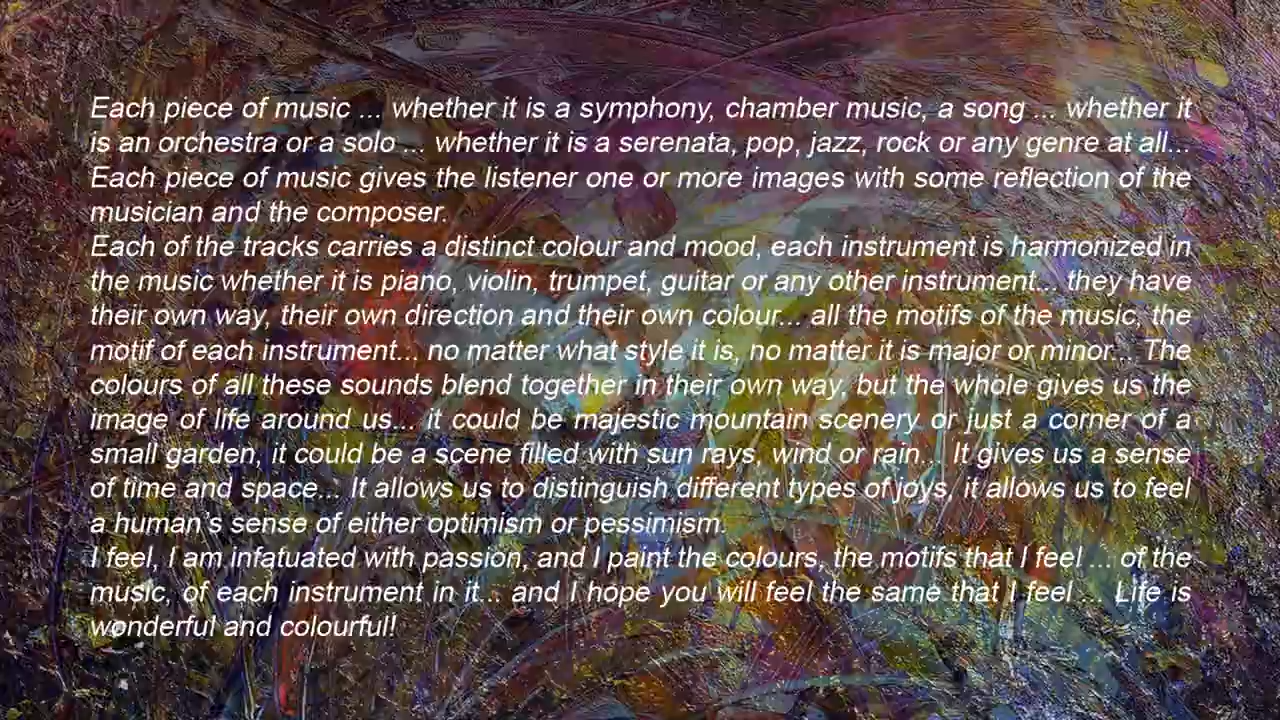 Each piece of music ... whether it is a symphony, chamber music, a song ... whether it
is an orchestra or a solo ... whether it is a serenata, pop, jazz, rock or any genre at all...
Each piece of music gives the listener one or more images with some reflection of the
musician and the composer.
Each of the tracks carries a distinct colour and mood, each instrument is harmonized in
the music whether it is piano, violin, trumpet, guitar or any other instrument... they have
their own way, their own direction and their own colour... all the motifs of the music, the
motif of each instrument... no matter what style it is, no matter it is major or minor... The
colours of all these sounds blend together in their own way, but the whole gives us the
image of life around us... it could be majestic mountain scenery or just a corner of a
small garden, it could be a scene filled with sun rays, wind or rain... It gives us a sense
of time and space... It allows us to distinguish different types of joys, it allows us to feel
a human's sense of either optimism or pessimism.
I feel, I am infatuated with passion, and I paint the colours, the motifs that I feel ... of the
music, of each instrument in it... and I hope you will feel the same that I feel ... Life is
wonderful and colourful!